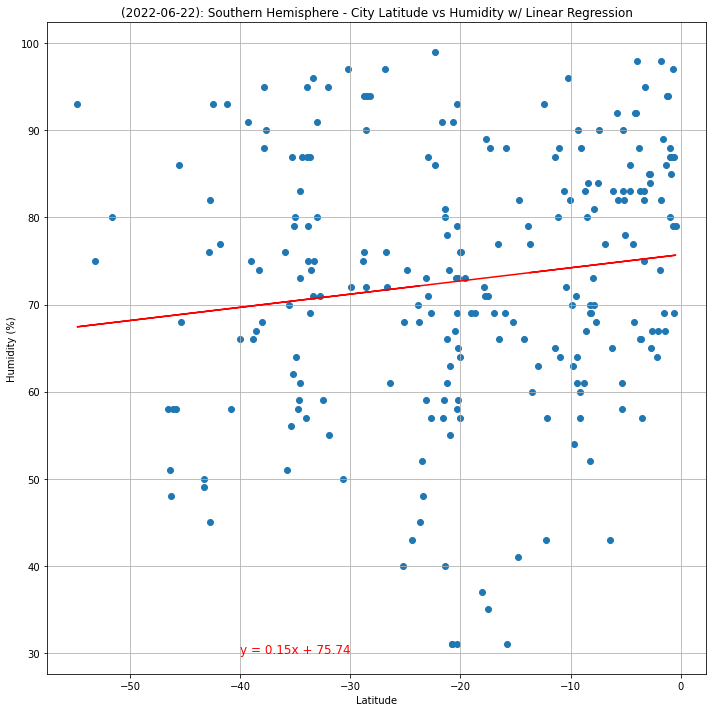 (2022-06-22): Southern Hemisphere - City Latitude vs Humidity w/ Linear Regression
100
90
80
70
60
50
40
30
Humidity (%)
y = 0.15x + 75.74
−50 −40 −30 −20 −10 0
Latitude